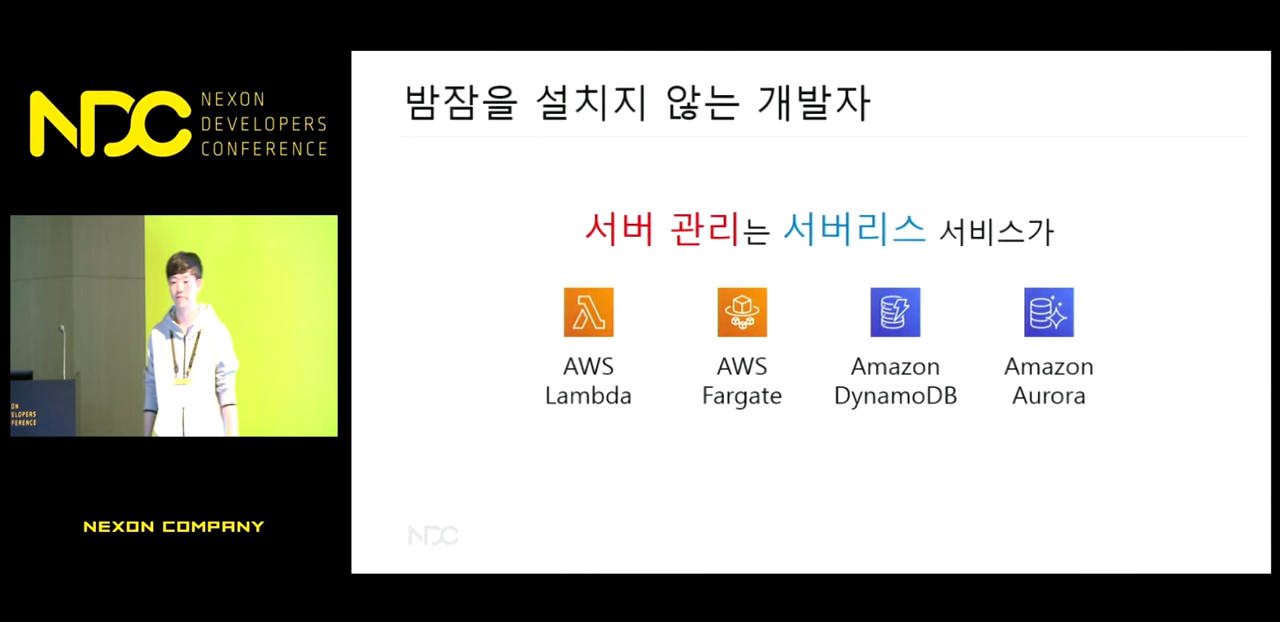 NDC
NEXON
DEVELOPERS
CONFERENCE
밤잠을 설치지 않는 개발자
서버 관리는 서버리스 서비스가
AWS
Lambda
AWS
Fargate
Amazon
DynamoDB
Amazon
Aurora
NEXON COMPANY
NDC